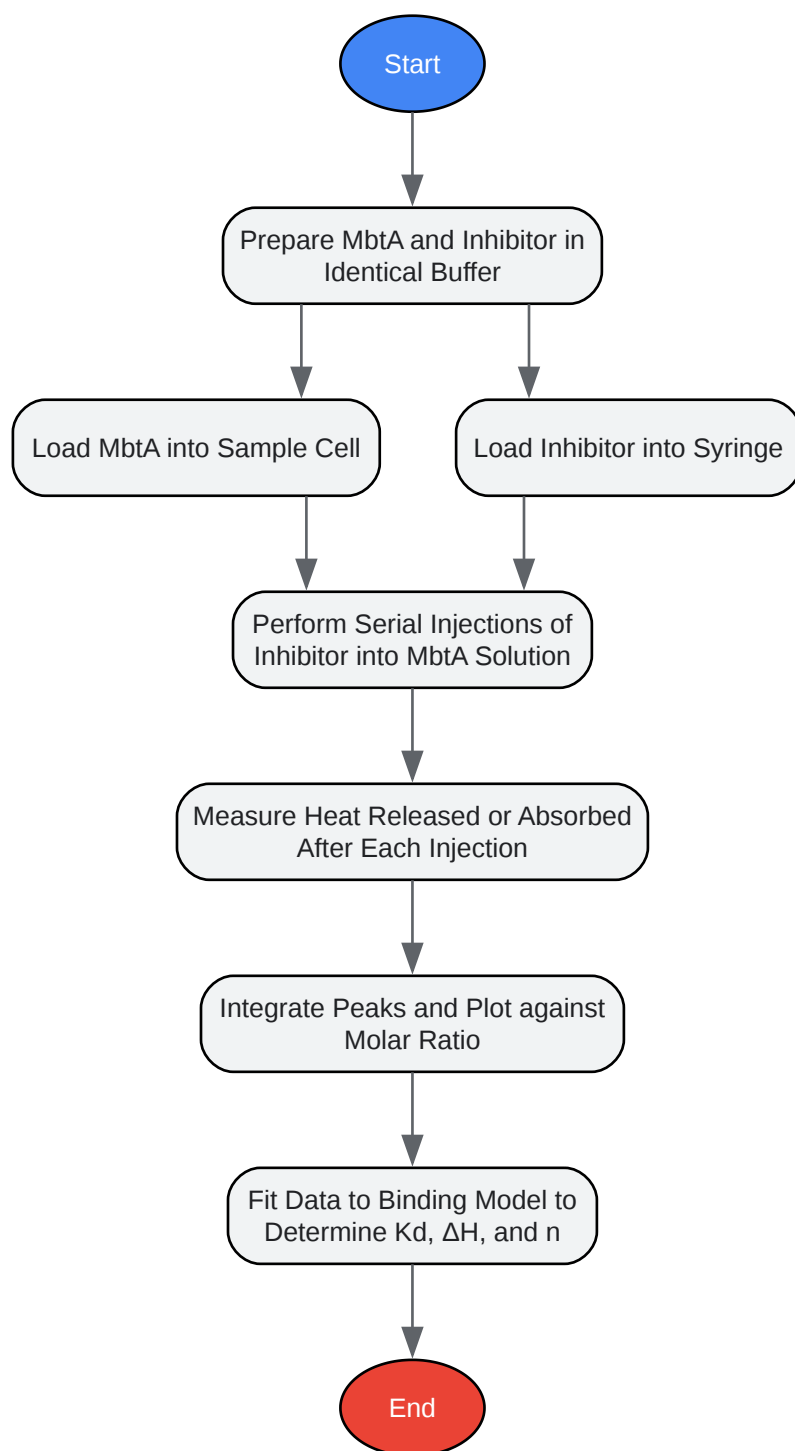 Start
Prepare MbtA and Inhibitor in
Identical Buffer
Load MbtA into Sample Cell
Load Inhibitor into Syringe
Perform Serial Injections of
Inhibitor into MbtA Solution
Measure Heat Released or Absorbed
After Each Injection
Integrate Peaks and Plot against
Molar Ratio
Fit Data to Binding Model to
Determine Kd, ΔH, and n
End